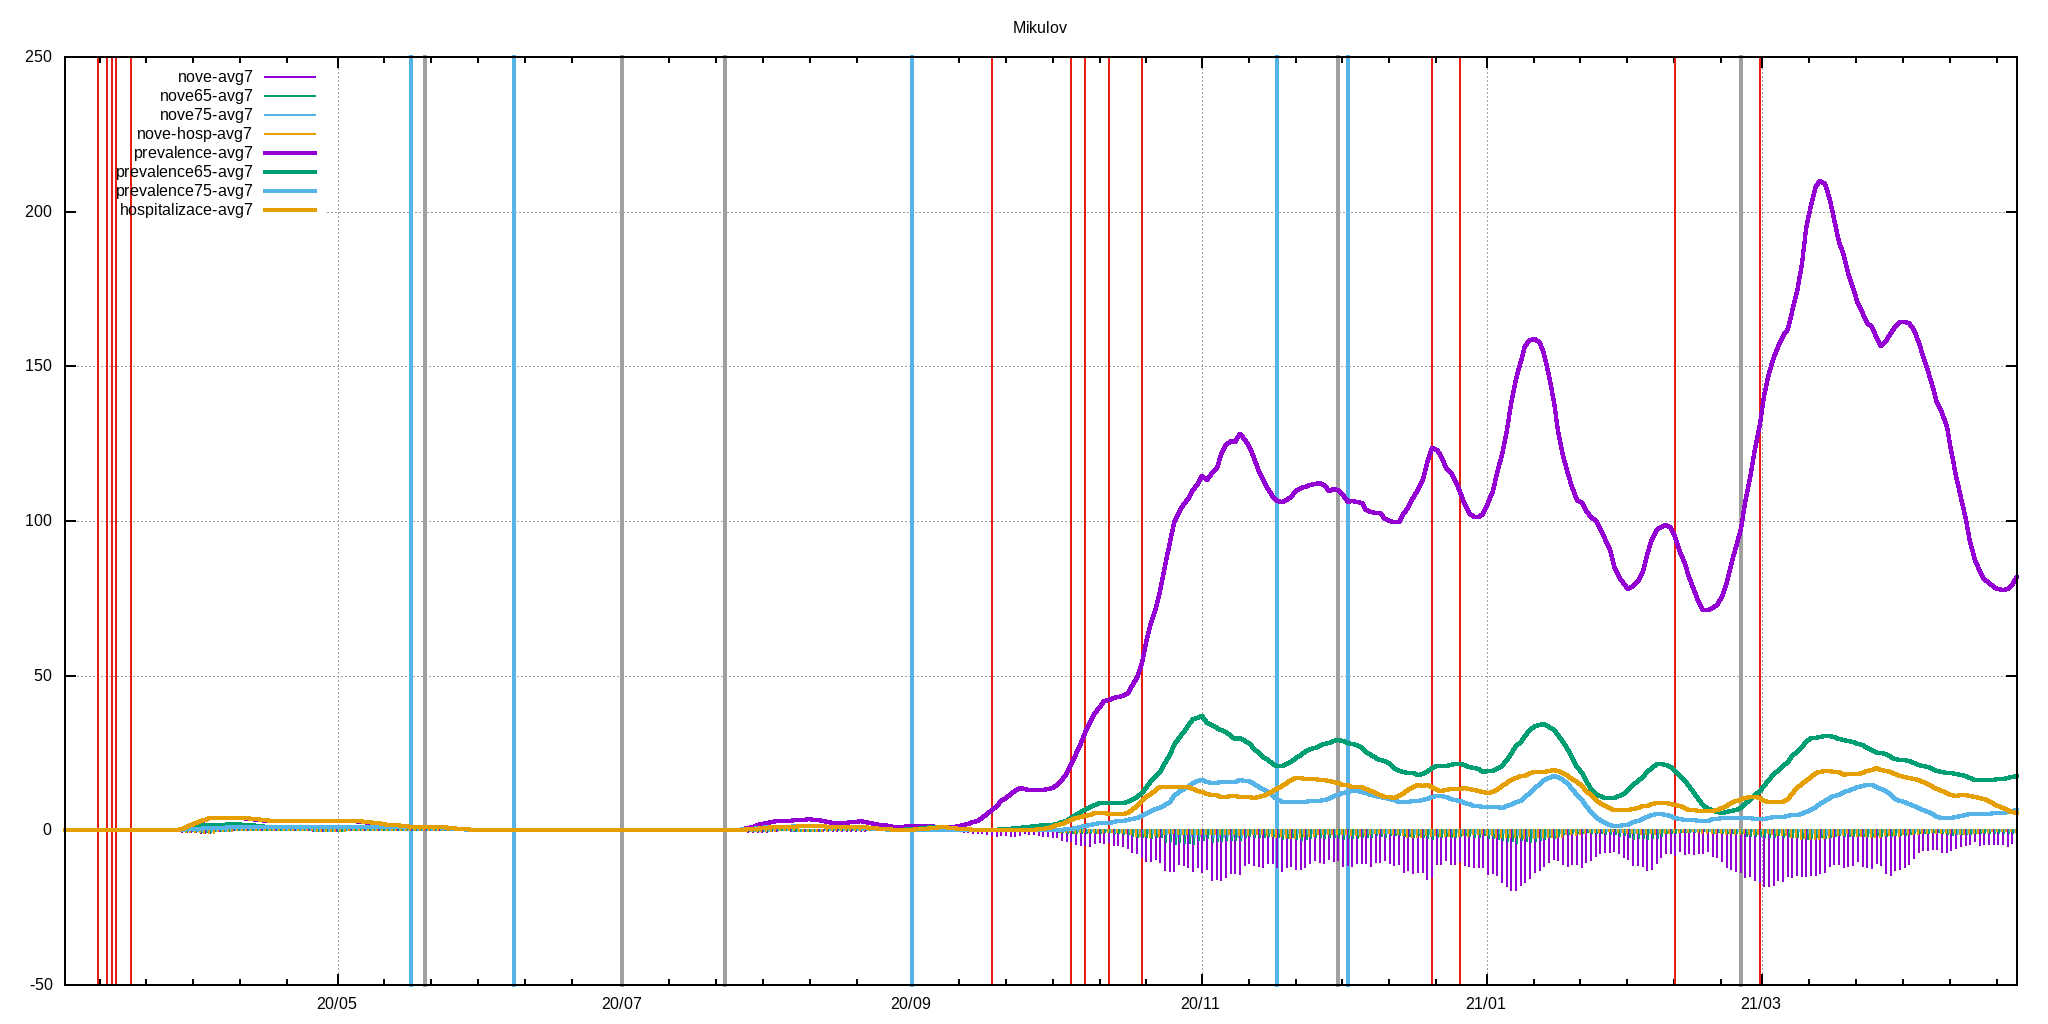 Mikulov
250
nove-avg7
nove65-avg7
nove75-avg7
nove-hosp-avg7
prevalence-avg7
prevalence65-avg7
prevalence75-avg7
hospitalizace-avg7
200
150
100
50
0
-50
20/05 20/07 20/09 20/11 21/01 21/03